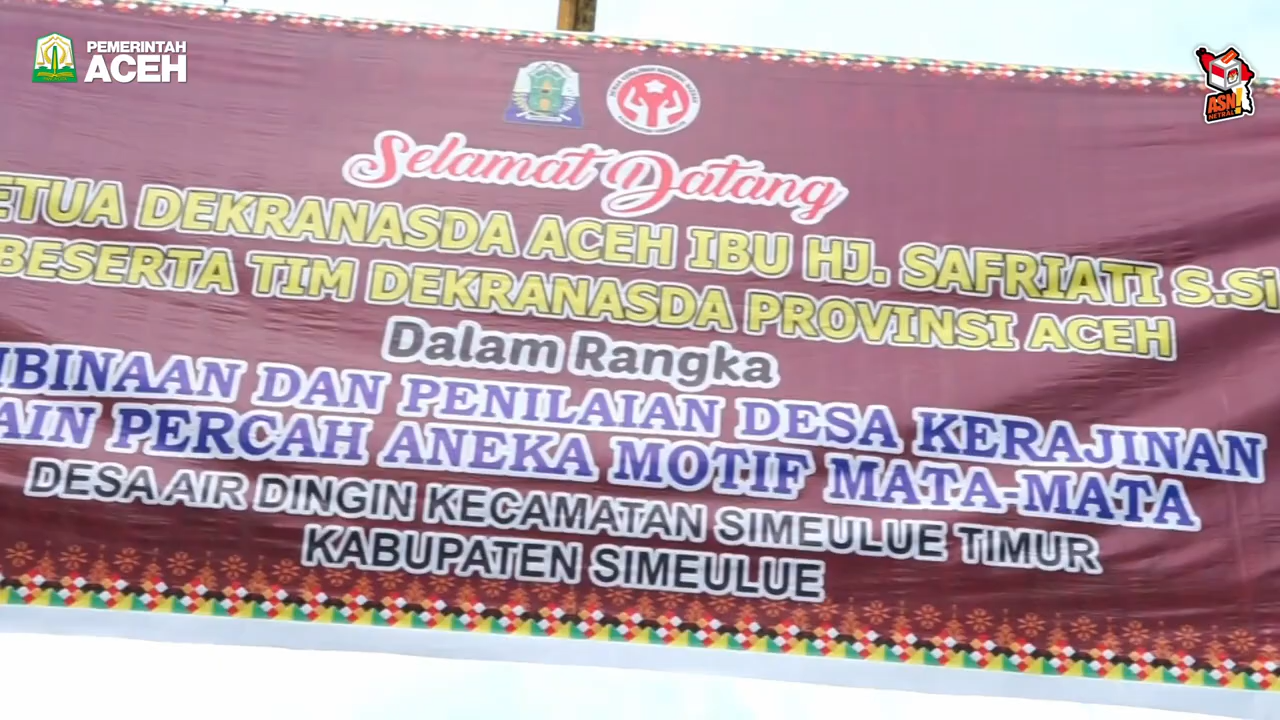 PEMERINTAH
ACEH
ASN
NETRAL
Selamat Datang
ETUA DEKRANASDA ACEH IBU HJ. SAFRIATI S.Si
BESERTA TIM DEKRANASDA PROVINSI ACEH
Dalam Rangka
MBINAAN DAN PENILAIAN DESA KERAJINAN
AIN PERCAH ANEKA MOTIF MATA-MATA
DESA AIR DINGIN KECAMATAN SIMEULUE TIMUR
KABUPATEN SIMEULUE